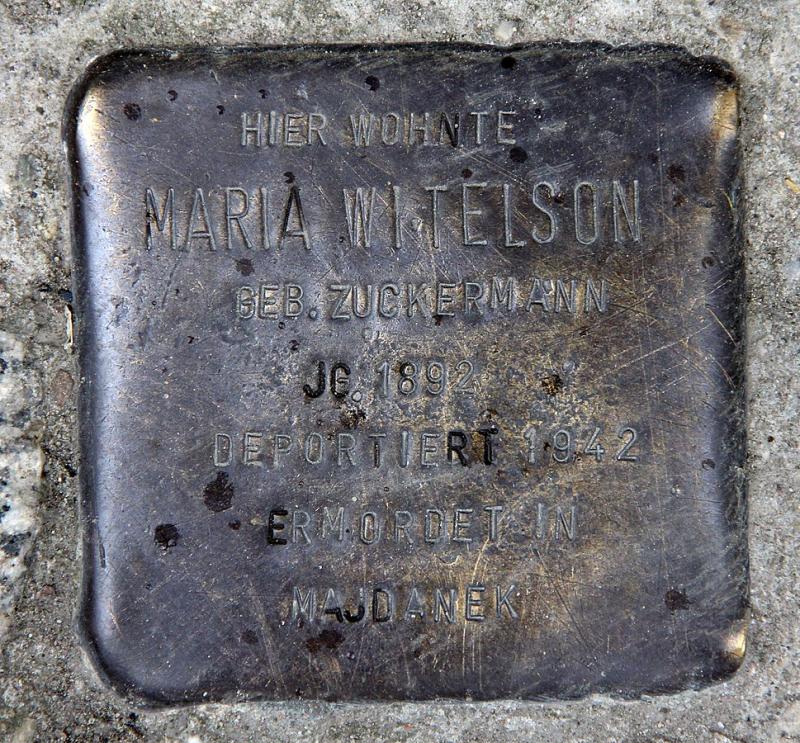 HIER WOHNTE
MARIA WITELSON
GEB. ZUCKERMANN
JG. 1892
DEPORTIERT 1942
ERMORDET IN
MAJDANEK